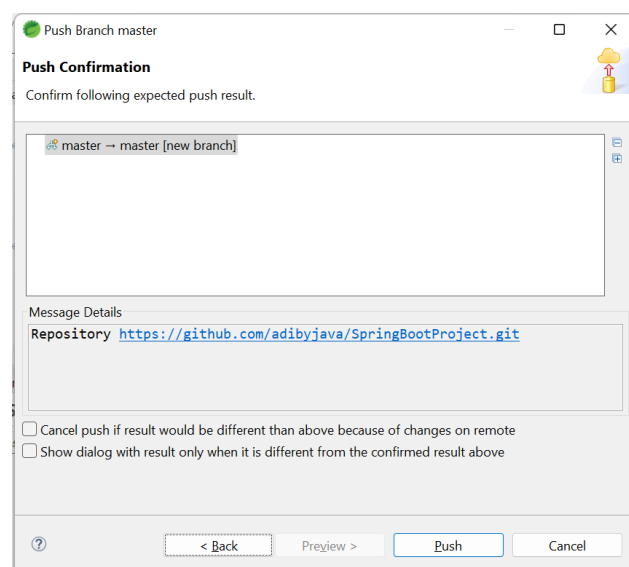 Push Branch master
Push Confirmation
Confirm following expected push result.
master → master [new branch]
Message Details
Repository https://github.com/adibyjava/SpringBootProject.git
Cancel push if result would be different than above because of changes on remote
Show dialog with result only when it is different from the confirmed result above
< Back
Preview >
Push
Cancel